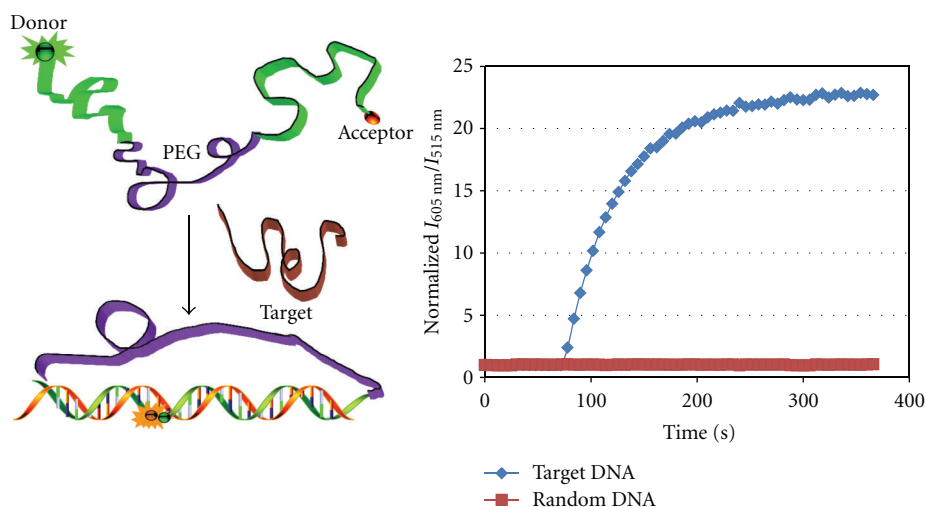 Donor
PEG
Acceptor
Target
Normalized I605 nm/I515 nm
25
20
15
10
5
0
0 100 200 300 400
Time (s)
Target DNA
Random DNA